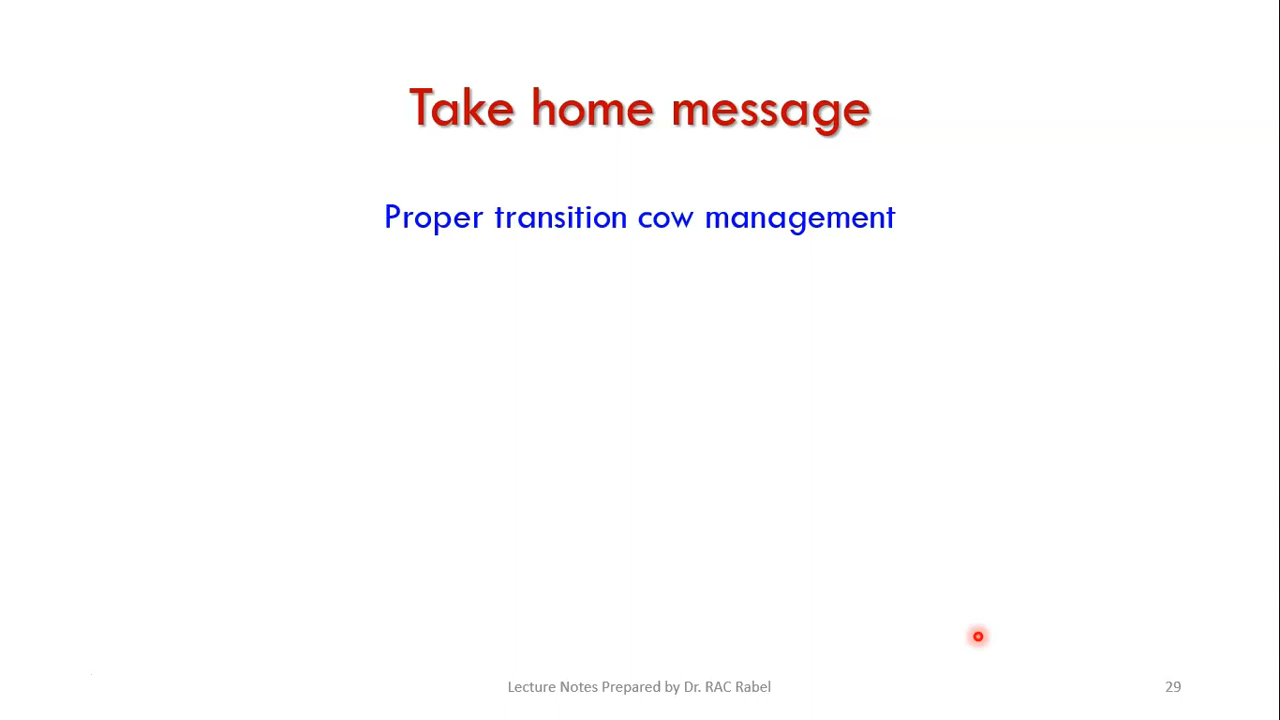 Take home message
Proper transition cow management
Lecture Notes Prepared by Dr. RAC Rabel
29